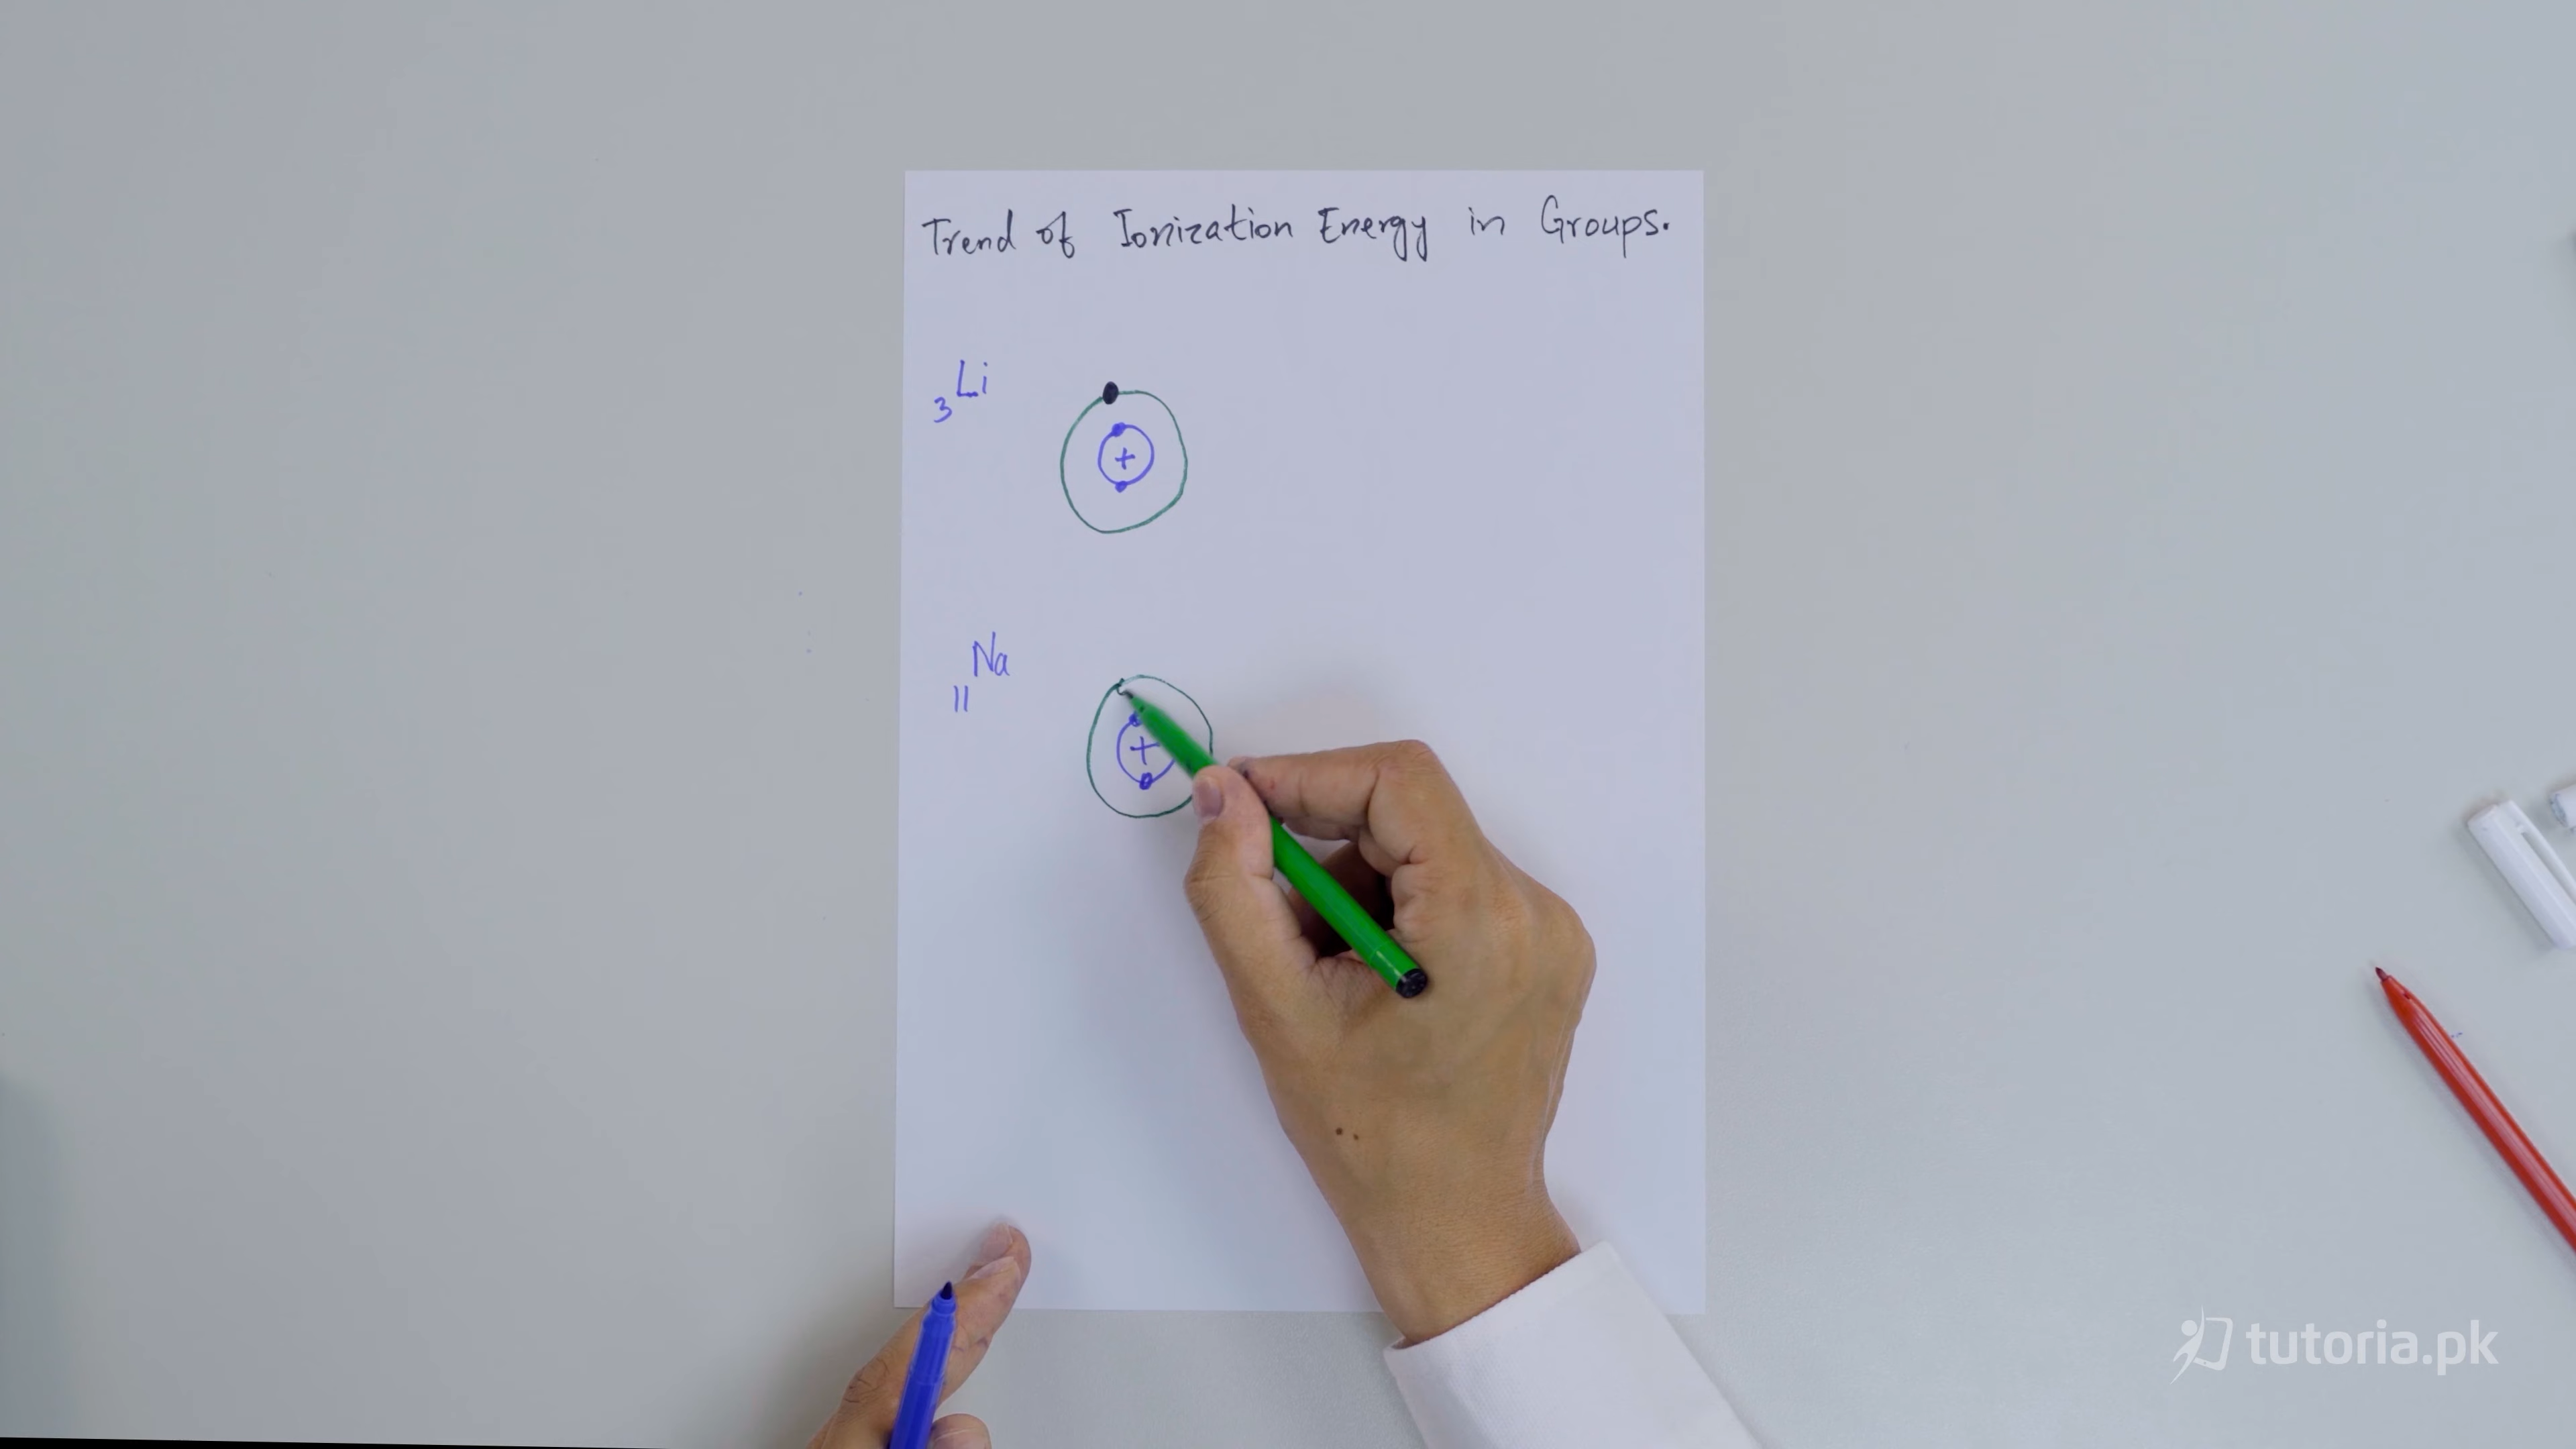 Trend of Ionization Energy in Groups.
3Li
+
11Na
+
tutoria.pk